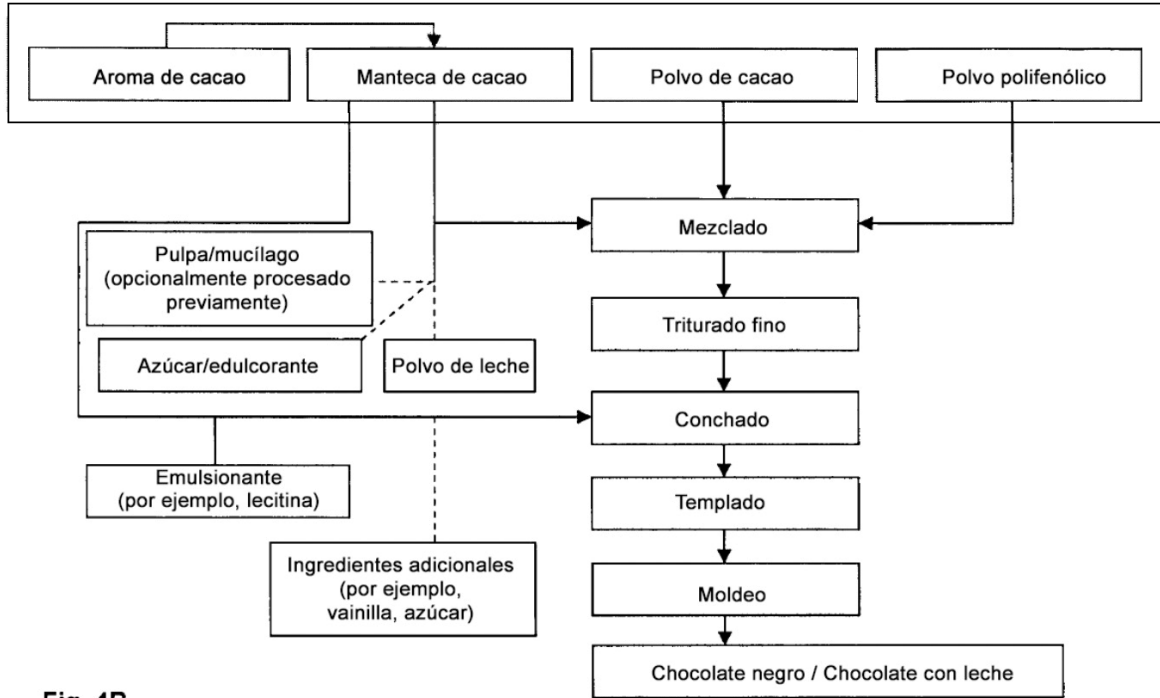 Aroma de cacao
Manteca de cacao
Polvo de cacao
Polvo polifenólico
Mezclado
Pulpa/mucílago
(opcionalmente procesado
previamente)
Triturado fino
Azúcar/edulcorante
Polvo de leche
Conchado
Emulsionante
(por ejemplo, lecitina)
Templado
Ingredientes adicionales
(por ejemplo,
vainilla, azúcar)
Moldeo
Chocolate negro / Chocolate con leche
Fig. 4B